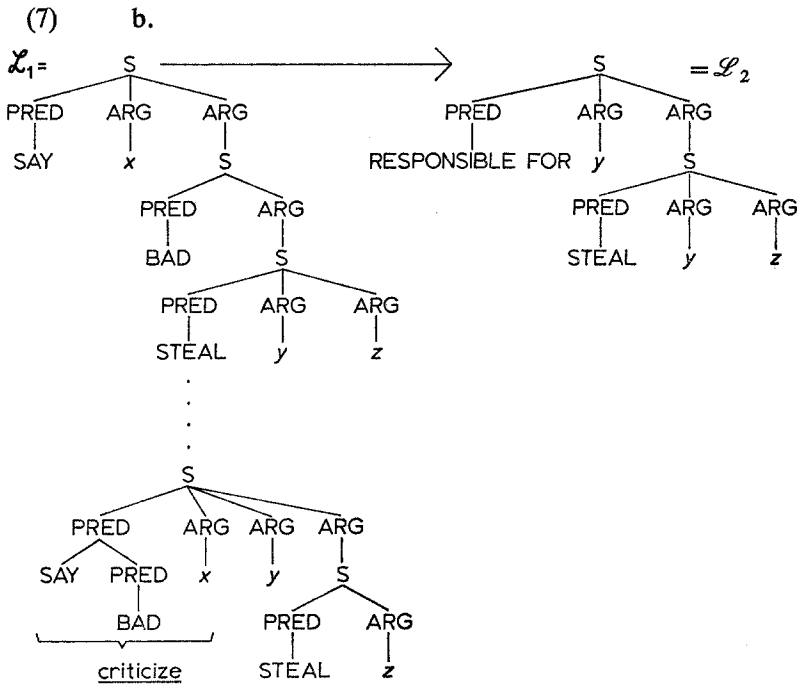 (7) b.
ℒ₁= S S =ℒ₂
PRED ARG ARG PRED ARG ARG
SAY x S RESPONSIBLE FOR y S
PRED ARG PRED ARG ARG
BAD S STEAL y z
PRED ARG ARG
STEAL y z
S
PRED ARG ARG ARG
SAY PRED x y S
BAD PRED ARG
criticize STEAL z